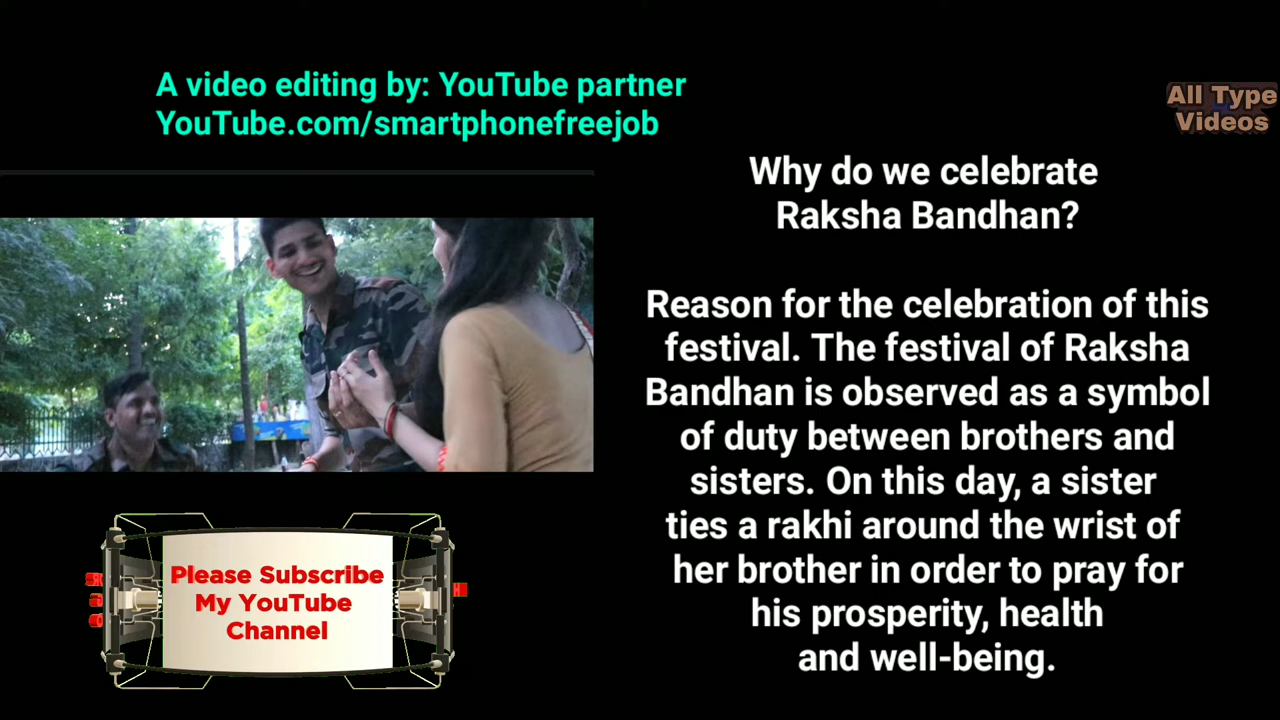 A video editing by: YouTube partner
YouTube.com/smartphonefreejob
All Type
Videos
Why do we celebrate
Raksha Bandhan?
Reason for the celebration of this
festival. The festival of Raksha
Bandhan is observed as a symbol
of duty between brothers and
sisters. On this day, a sister
ties a rakhi around the wrist of
her brother in order to pray for
his prosperity, health
and well-being.
Please Subscribe
My YouTube
Channel